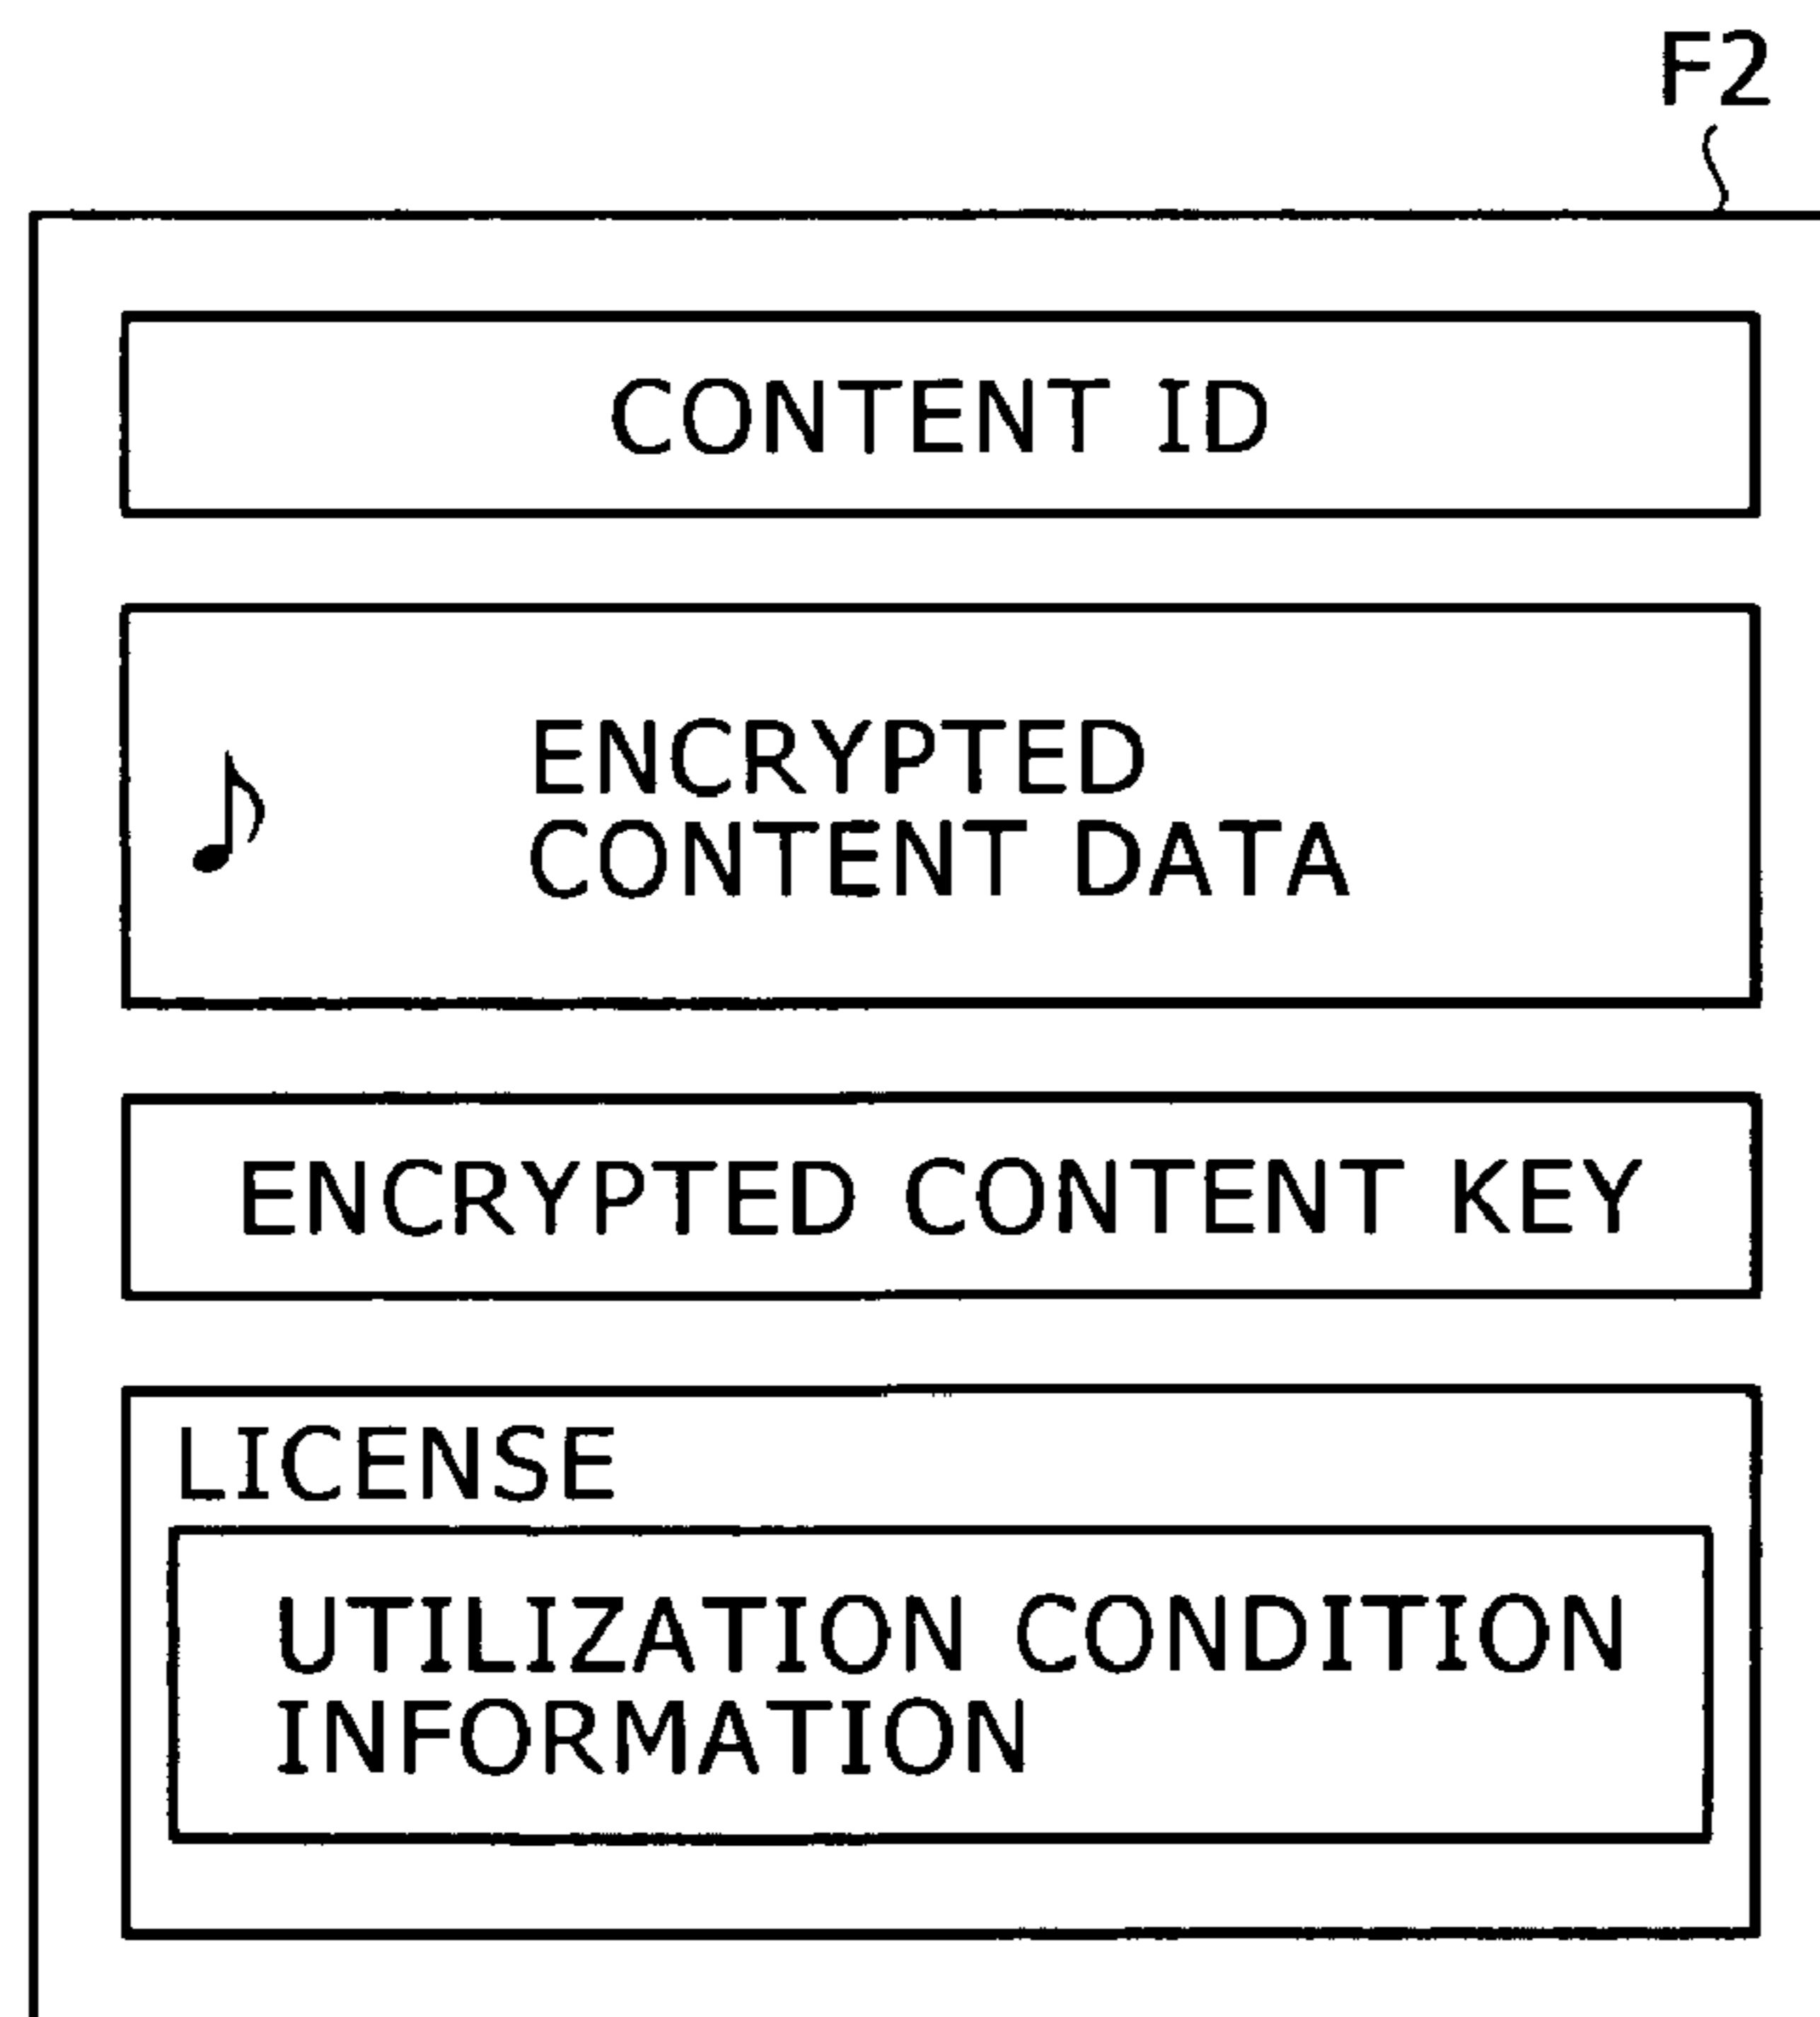 F2
CONTENT ID
ENCRYPTED
CONTENT DATA
ENCRYPTED CONTENT KEY
LICENSE
UTILIZATION CONDITION
INFORMATION